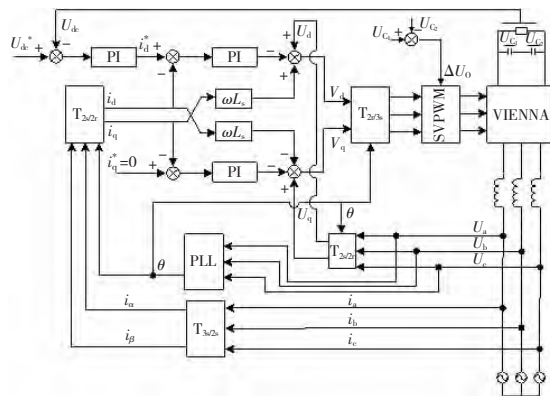 U_dc
U_dc* + − PI i_d* + − PI − U_d + +
U_C1 + − U_C2
U_C1 U_C2
ΔU_O
T_2s/2r i_d i_q ωL_s ωL_s
V_d V_q T_2r/3s SVPWM VIENNA
i_q*=0 + − PI − − +
U_q θ
T_2s/2r U_a U_b U_c
θ PLL
i_α i_β T_3s/2s i_a i_b i_c